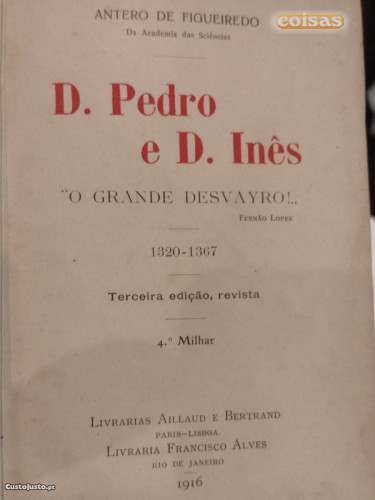 coisas
ANTERO DE FIGUEIREDO
Da Academia das Sciências
D. Pedro
e D. Inês
"O GRANDE DESVAYRO!..
FERNÃO LOPES
1320-1367
Terceira edição, revista
4.º Milhar
LIVRARIAS AILLAUD E BERTRAND
PARIS-LISBOA
LIVRARIA FRANCISCO ALVES
RIO DE JANEIRO
1916
CustoJusto.pt